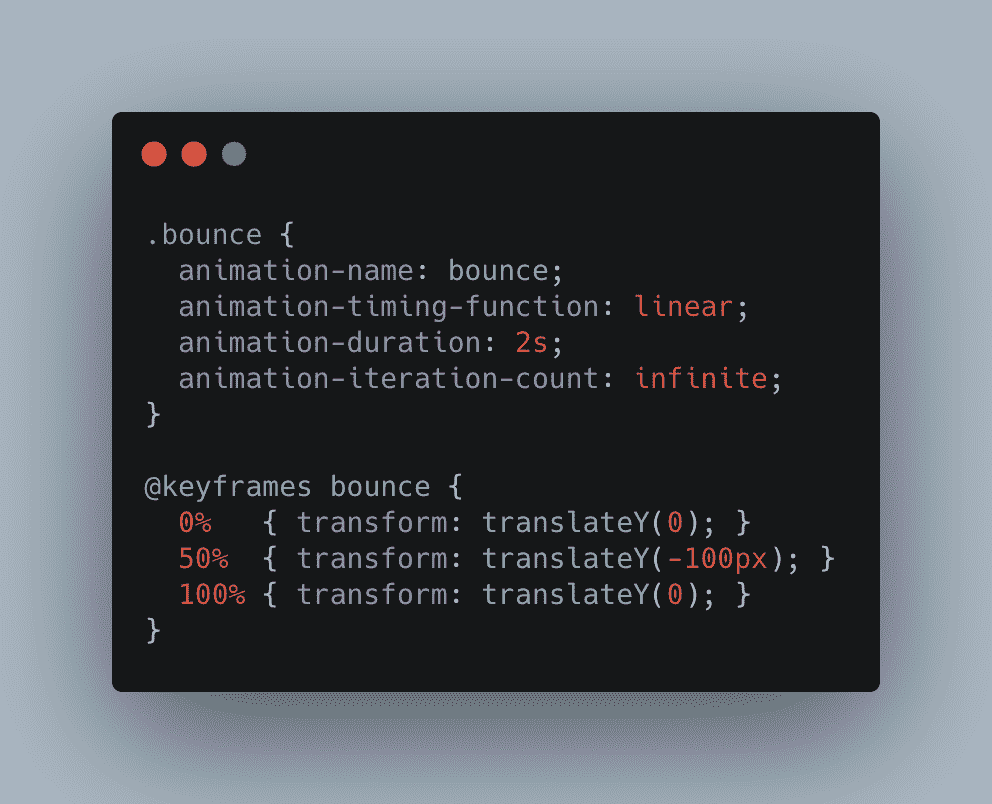 .bounce {
  animation-name: bounce;
  animation-timing-function: linear;
  animation-duration: 2s;
  animation-iteration-count: infinite;
}

@keyframes bounce {
  0%   { transform: translateY(0); }
  50%  { transform: translateY(-100px); }
  100% { transform: translateY(0); }
}